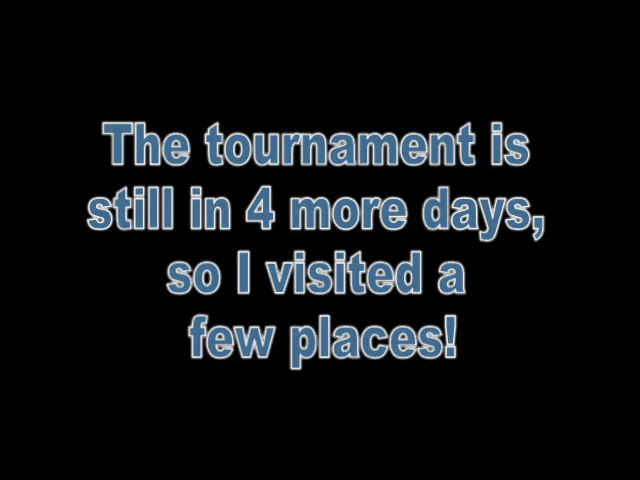 The tournament is
still in 4 more days,
so I visited a
few places!